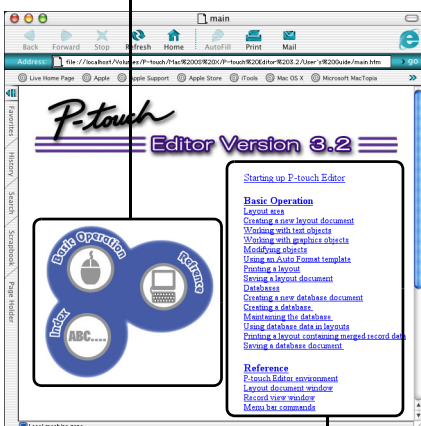 main
Back Forward Stop Refresh Home AutoFill Print Mail
Address: file://localhost/Volumes/P-touch/Mac%20OS%20X/P-touch%20Editor%203.2/User's%20Guide/main.htm go
Live Home Page Apple Apple Support Apple Store iTools Mac OS X Microsoft MacTopia
Favorites
History
Search
Scrapbook
Page Holder
P-touch
Editor Version 3.2
Basic Operation
Refrence
Index
ABC....
Starting up P-touch Editor
Basic Operation
Layout area
Creating a new layout document
Working with text objects
Working with graphics objects
Modifying objects
Using an Auto Format template
Printing a layout
Saving a layout document
Databases
Creating a new database document
Creating a database
Maintaining the database
Using database data in layouts
Printing a layout containing merged record data
Saving a database document
Reference
P-touch Editor environment
Layout document window
Record view window
Menu bar commands